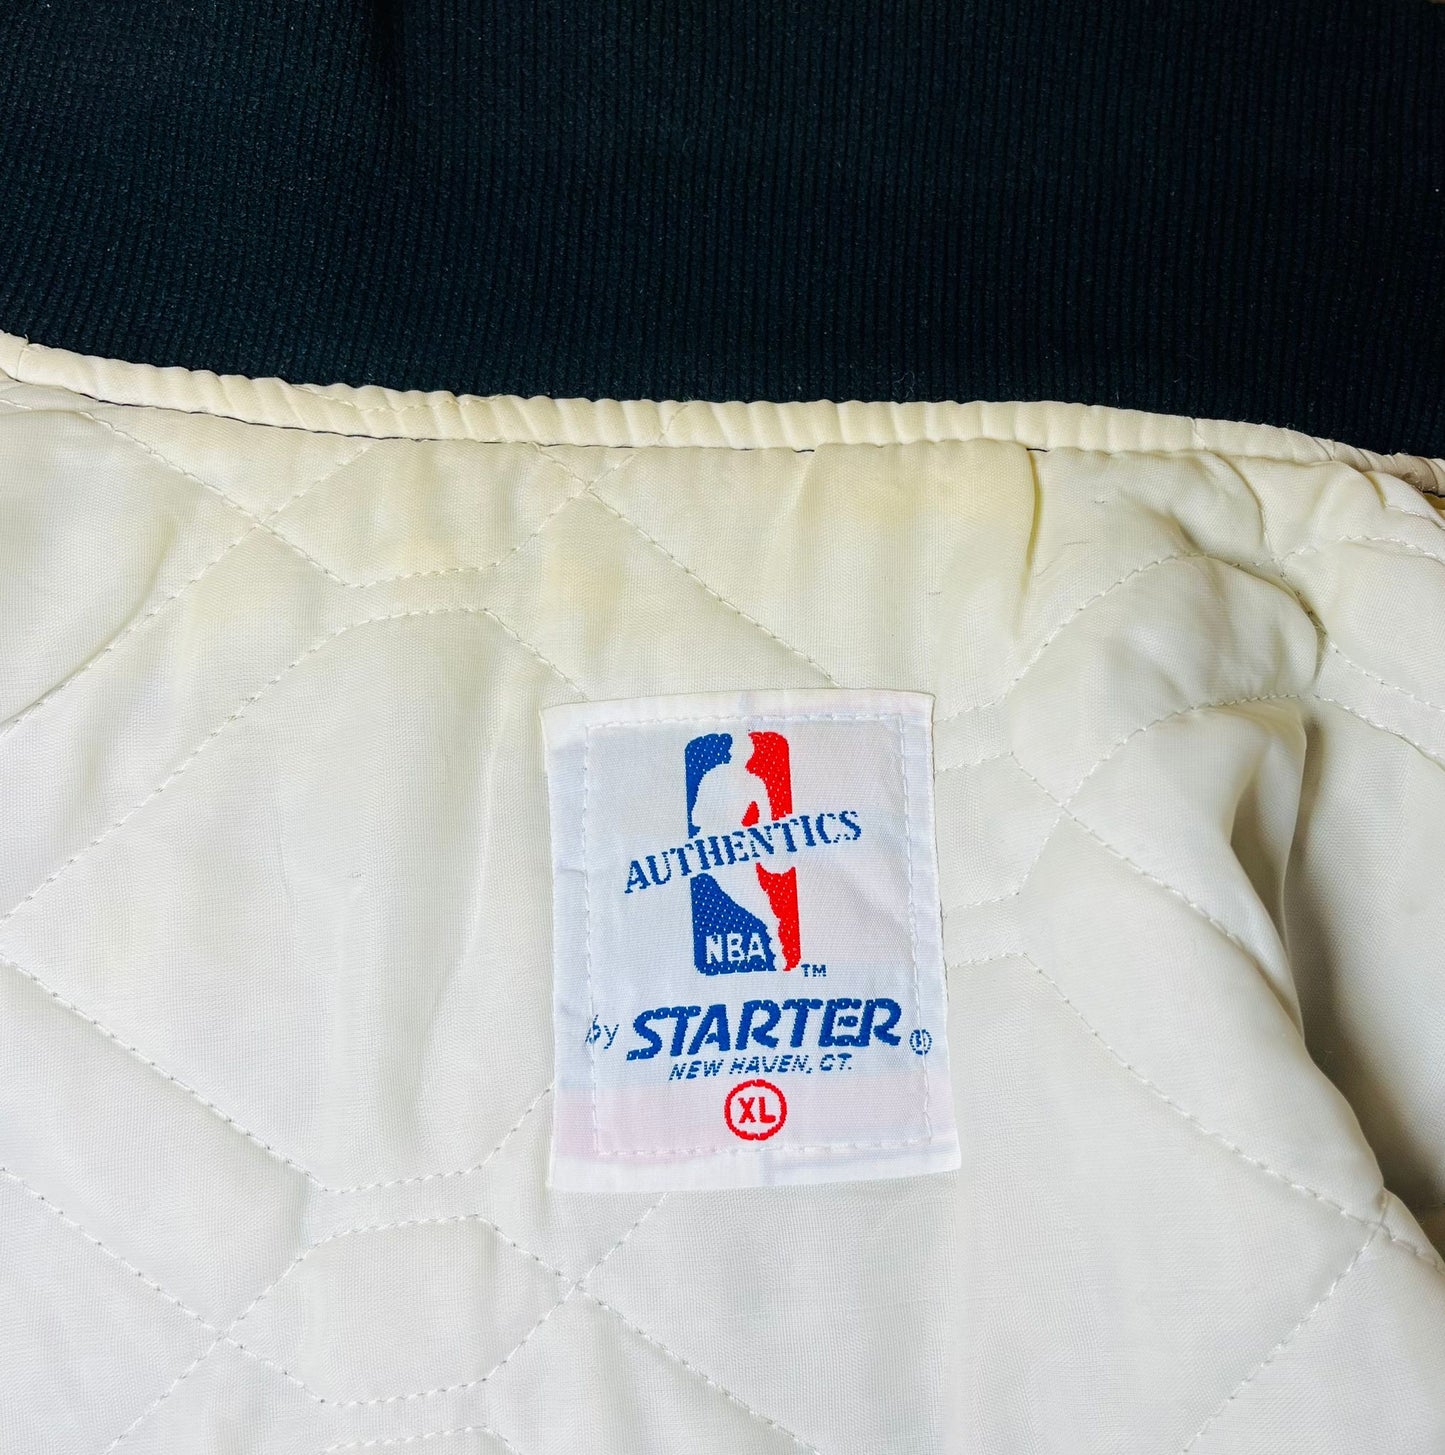 AUTHENTICS
NBA TM
by STARTER ®
NEW HAVEN, CT.
XL